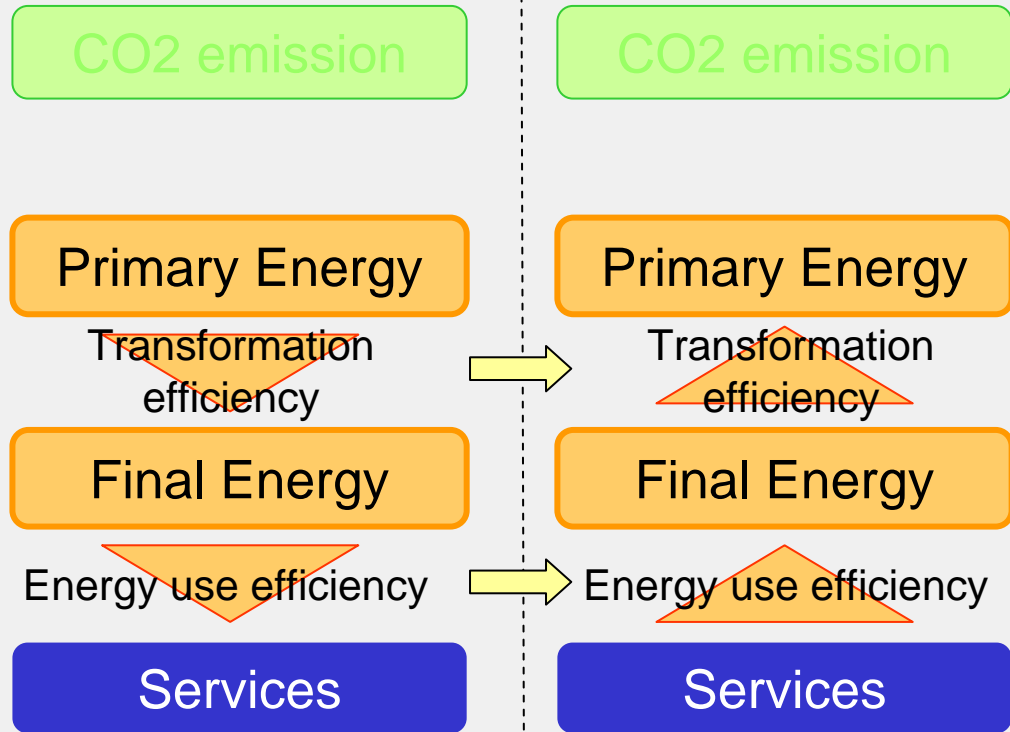 CO2 emission
Primary Energy
Transformation
efficiency
Final Energy
Energy use efficiency
Services
CO2 emission
Primary Energy
Transformation
efficiency
Final Energy
Energy use efficiency
Services